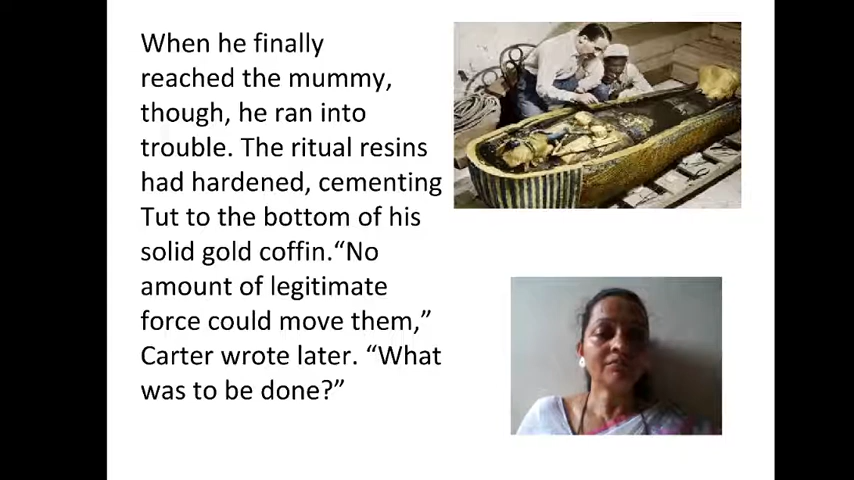 When he finally
reached the mummy,
though, he ran into
trouble. The ritual resins
had hardened, cementing
Tut to the bottom of his
solid gold coffin.“No
amount of legitimate
force could move them,”
Carter wrote later. “What
was to be done?”